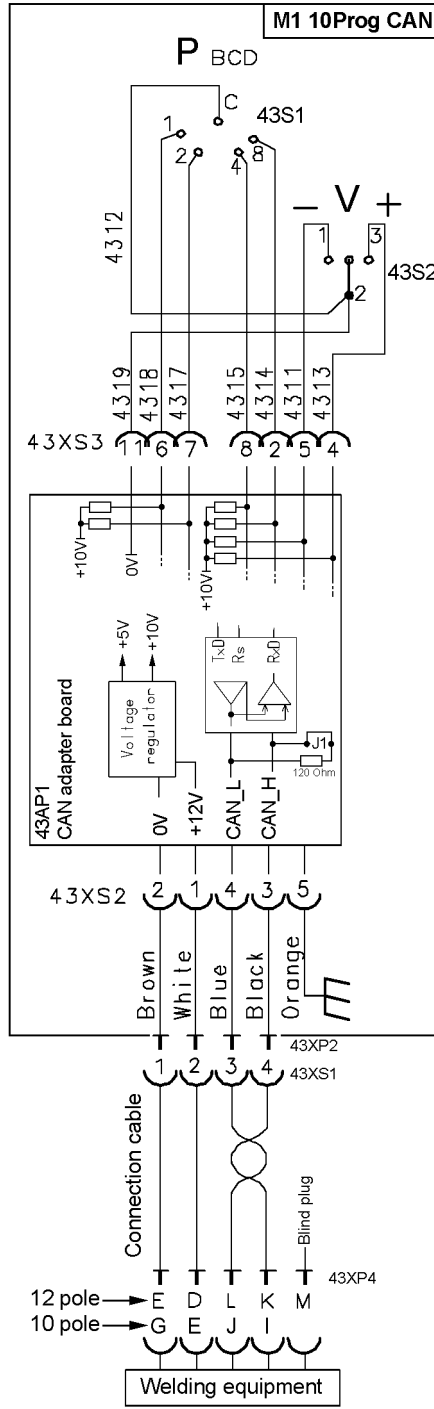 M1 10Prog CAN
P BCD
C 43S1
1 2 4 8
4312
− V +
1 3
43S2
2
4319 4318 4317 4315 4314 4311 4313
43XS3 11 6 7 8 2 5 4
+10V 0V +10V
+5V +10V
TxD Rs RxD
Voltage
regulator
J1
120 Ohm
43AP1
CAN adapter board
0V +12V CAN_L CAN_H
43XS2 2 1 4 3 5
Brown White Blue Black Orange
43XP2
1 2 3 4 43XS1
Connection cable
Blind plug
43XP4
12 pole E D L K M
10 pole G E J I
Welding equipment